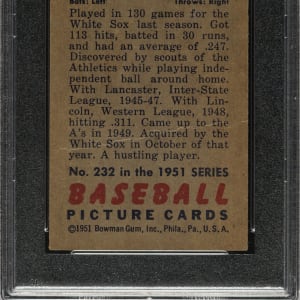 Bats: Left Throws: Right
Played in 130 games for the
White Sox last season. Got
113 hits, batted in 30 runs,
and had an average of .247.
Discovered by scouts of the
Athletics while playing inde-
pendent ball around home.
With Lancaster, Inter-State
League, 1945-47. With Lin-
coln, Western League, 1948,
hitting .311. Came up to the
A's in 1949. Acquired by the
White Sox in October of that
year. A hustling player.
No. 232 in the 1951 SERIES
BASEBALL
PICTURE CARDS
©1951 Bowman Gum, Inc., Phila., Pa., U. S. A.